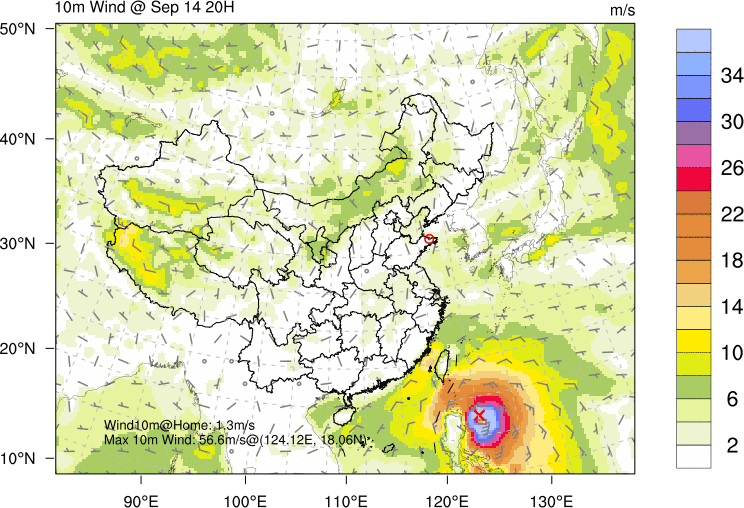 10m Wind @ Sep 14 20H
m/s
50°N
40°N
30°N
20°N
10°N
Wind10m@Home: 1.3m/s
Max 10m Wind: 56.6m/s@(124.12E, 18.06N)
90°E
100°E
110°E
120°E
130°E
34
30
26
22
18
14
10
6
2